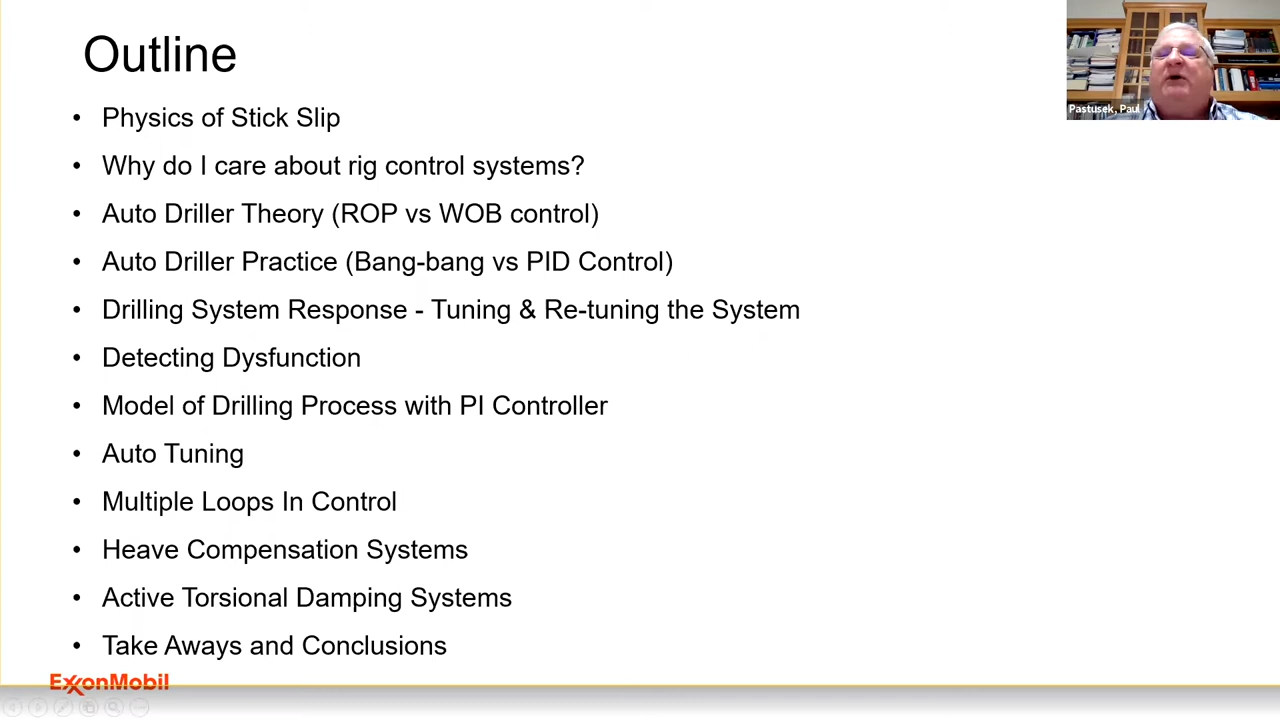 Outline
• Physics of Stick Slip
• Why do I care about rig control systems?
• Auto Driller Theory (ROP vs WOB control)
• Auto Driller Practice (Bang-bang vs PID Control)
• Drilling System Response - Tuning & Re-tuning the System
• Detecting Dysfunction
• Model of Drilling Process with PI Controller
• Auto Tuning
• Multiple Loops In Control
• Heave Compensation Systems
• Active Torsional Damping Systems
• Take Aways and Conclusions
ExxonMobil
Pastusek, Paul